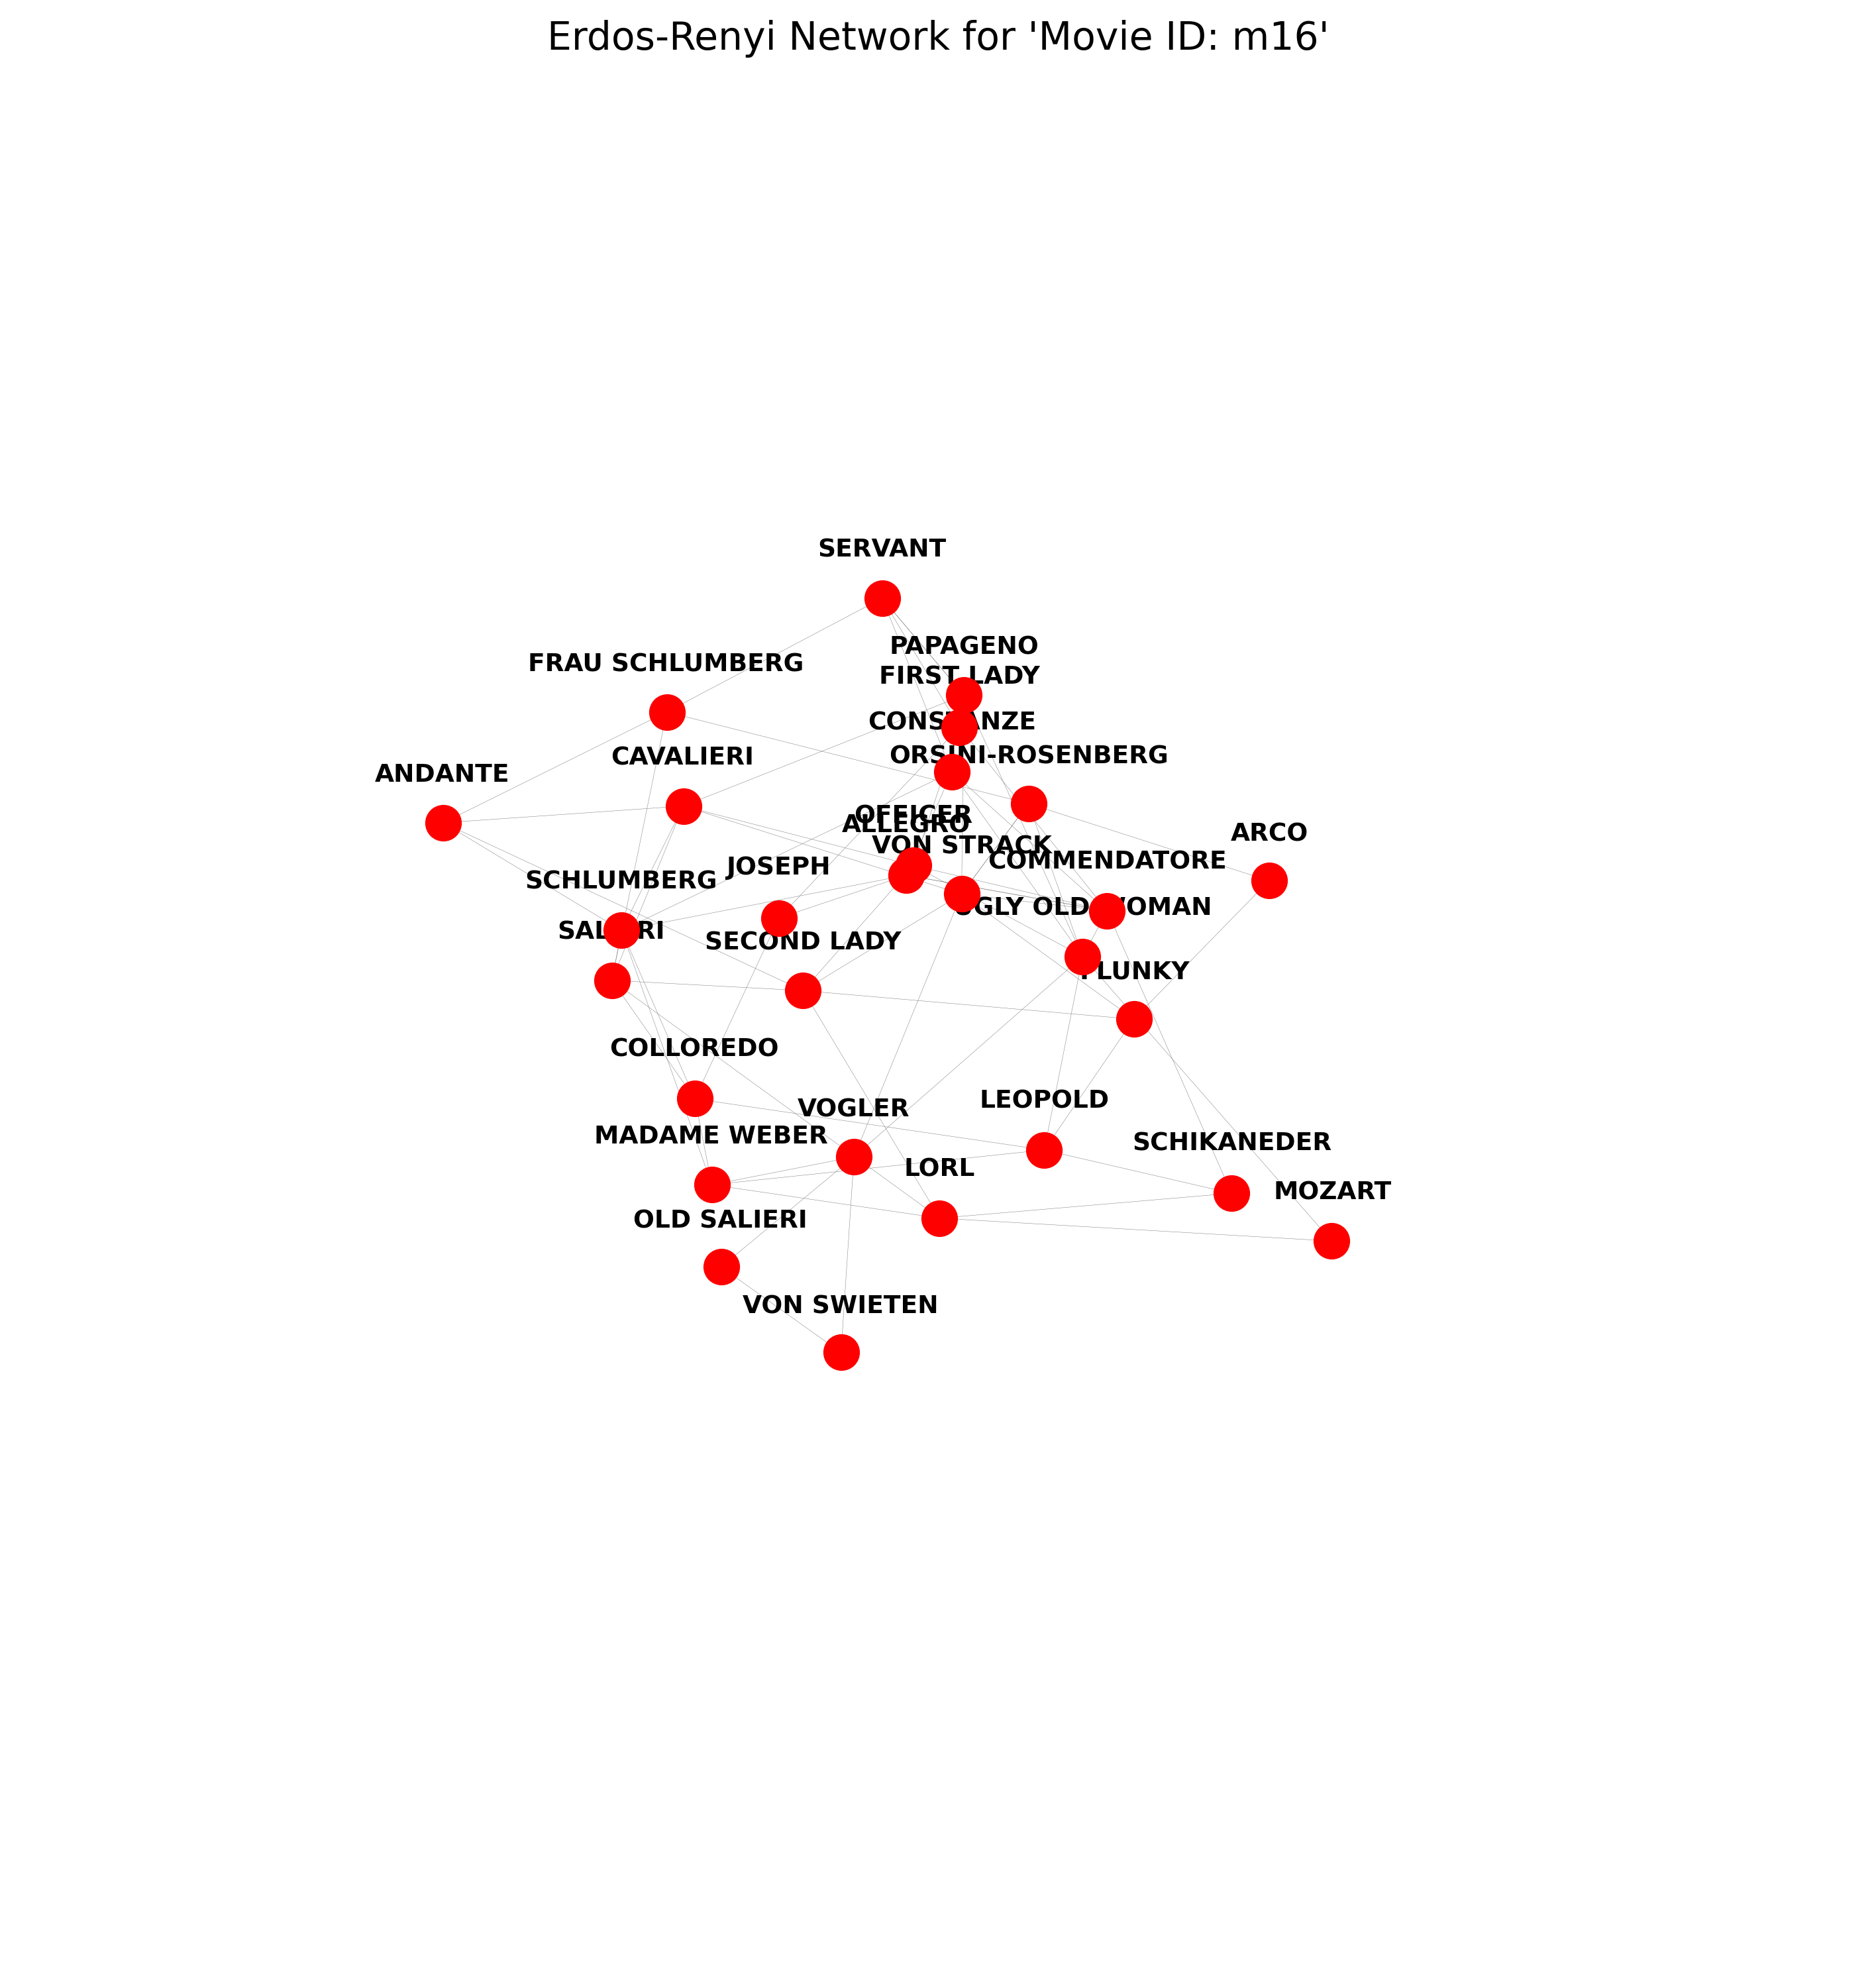 Erdos-Renyi Network for 'Movie ID: m16'
SERVANT
PAPAGENO
FRAU SCHLUMBERG
FIRST LADY
CONSTANZE
CAVALIERI
ORSINI-ROSENBERG
ANDANTE
OFFICER
ALLEGRO
ARCO
VON STRACK
COMMENDATORE
JOSEPH
SCHLUMBERG
UGLY OLD WOMAN
SALIERI
SECOND LADY
PLUNKY
COLLOREDO
LEOPOLD
VOGLER
MADAME WEBER
SCHIKANEDER
LORL
MOZART
OLD SALIERI
VON SWIETEN